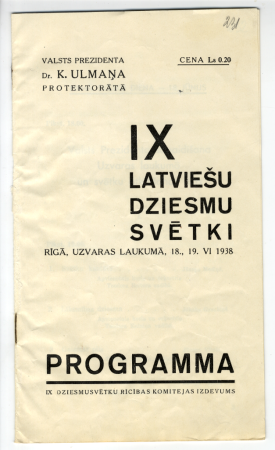 221
VALSTS PREZIDENTA
Dr. K. ULMAŅA
PROTEKTORĀTĀ
CENA Ls 0.20
IX
LATVIEŠU
DZIESMU
SVĒTKI
RĪGĀ, UZVARAS LAUKUMĀ, 18., 19. VI 1938
PROGRAMMA
IX DZIESMUSVĒTKU RĪCĪBAS KOMITEJAS IZDEVUMS